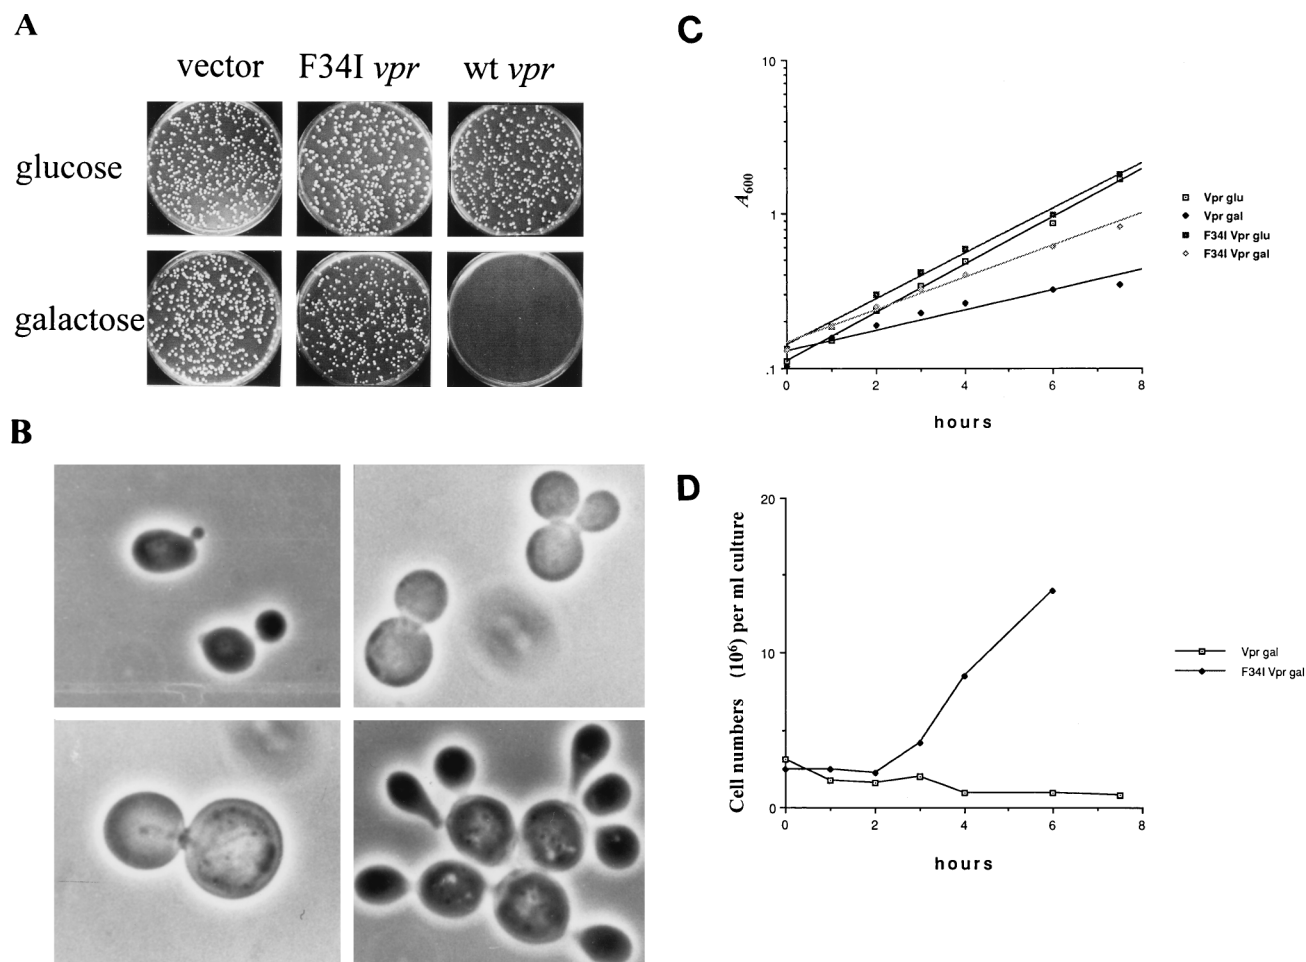 A
vector F34I vpr wt vpr
glucose
galactose
B
C
10
1
.1
A600
0 2 4 6 8
hours
Vpr glu
Vpr gal
F34I Vpr glu
F34I Vpr gal
D
20
10
0
Cell numbers (10⁶) per ml culture
0 2 4 6 8
hours
Vpr gal
F34I Vpr gal